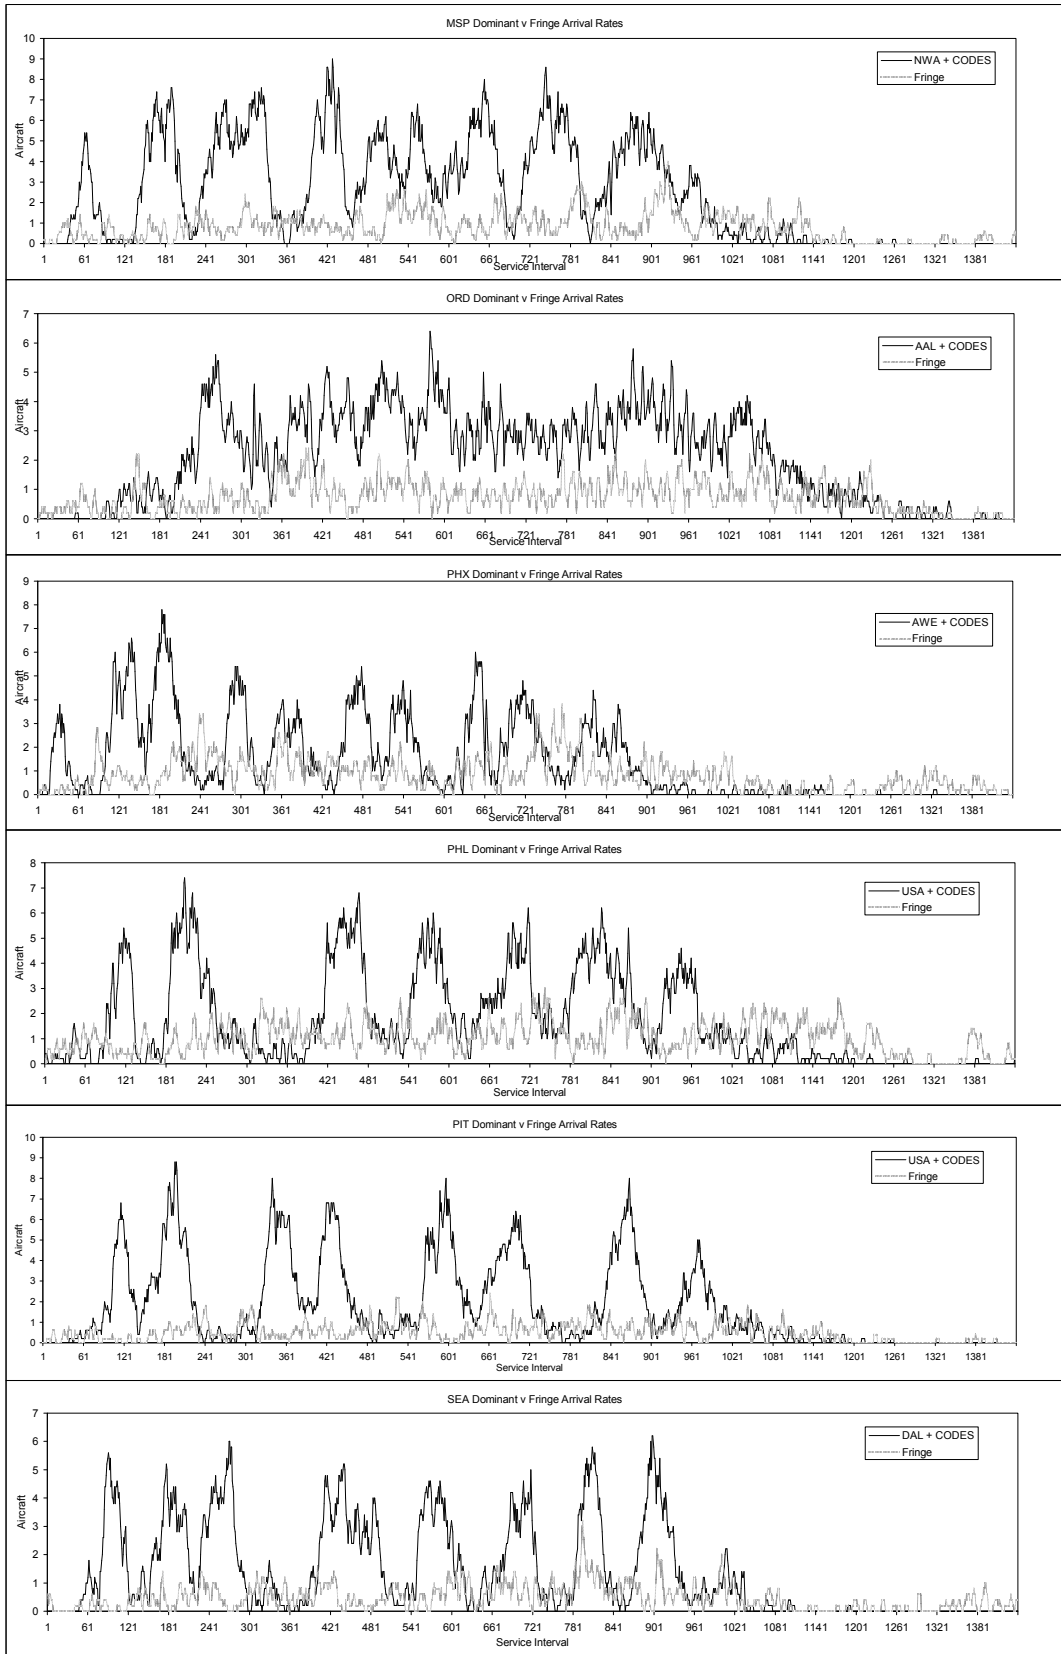 MSP Dominant v Fringe Arrival Rates
10
9
8
7
6
5
4
3
2
1
0
Aircraft
NWA + CODES
Fringe
1 61 121 181 241 301 361 421 481 541 601 661 721 781 841 901 961 1021 1081 1141 1201 1261 1321 1381
Service Interval
ORD Dominant v Fringe Arrival Rates
7
6
5
4
3
2
1
0
Aircraft
AAL + CODES
Fringe
1 61 121 181 241 301 361 421 481 541 601 661 721 781 841 901 961 1021 1081 1141 1201 1261 1321 1381
Service Interval
PHX Dominant v Fringe Arrival Rates
9
8
7
6
5
4
3
2
1
0
Aircraft
AWE + CODES
Fringe
1 61 121 181 241 301 361 421 481 541 601 661 721 781 841 901 961 1021 1081 1141 1201 1261 1321 1381
Service Interval
PHL Dominant v Fringe Arrival Rates
8
7
6
5
4
3
2
1
0
Aircraft
USA + CODES
Fringe
1 61 121 181 241 301 361 421 481 541 601 661 721 781 841 901 961 1021 1081 1141 1201 1261 1321 1381
Service Interval
PIT Dominant v Fringe Arrival Rates
10
9
8
7
6
5
4
3
2
1
0
Aircraft
USA + CODES
Fringe
1 61 121 181 241 301 361 421 481 541 601 661 721 781 841 901 961 1021 1081 1141 1201 1261 1321 1381
Service Interval
SEA Dominant v Fringe Arrival Rates
7
6
5
4
3
2
1
0
Aircraft
DAL + CODES
Fringe
1 61 121 181 241 301 361 421 481 541 601 661 721 781 841 901 961 1021 1081 1141 1201 1261 1321 1381
Service Interval